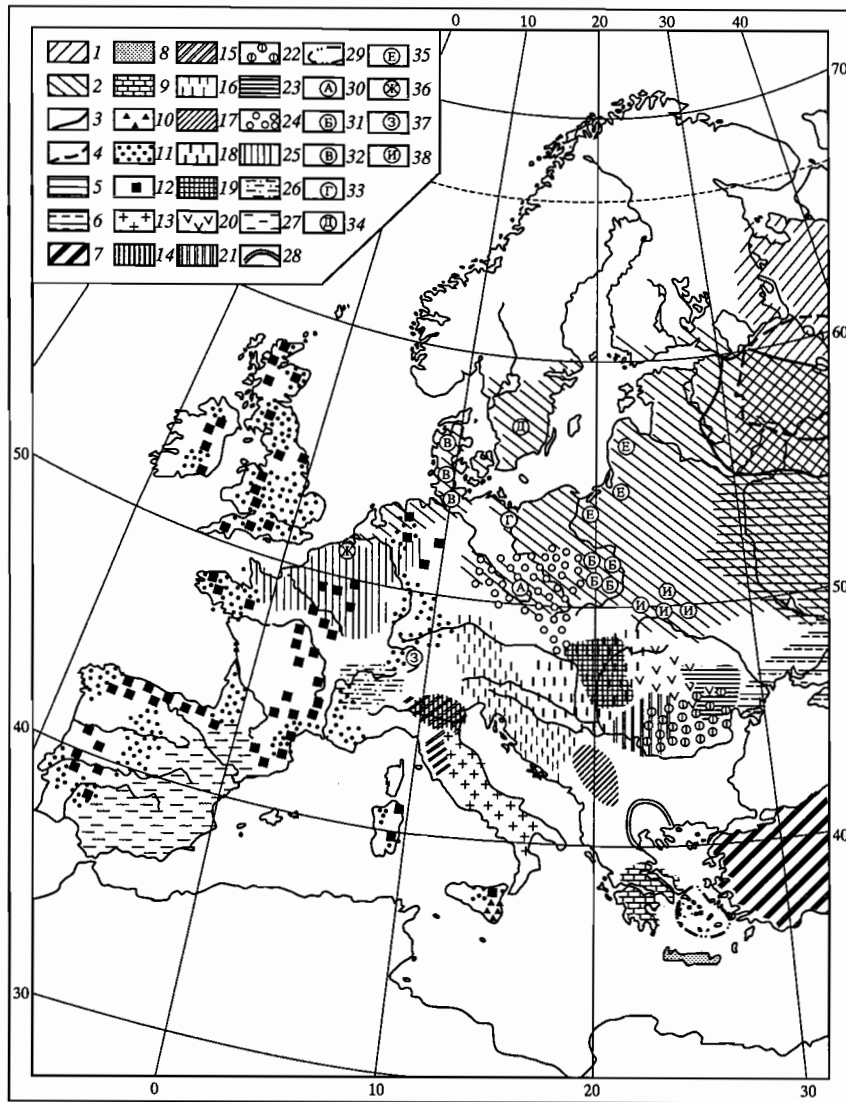 0 10 20 30 40
1 8 15 22 29 Е 35
2 9 16 23 А 30 Ж 36
3 10 17 24 Б 31 З 37
4 11 18 25 В 32 И 38
5 12 19 26 Г 33
6 13 20 27 Д 34
7 14 21 28
70
60
50
50
40
40
30
Д
В
В
В
Е
Е
Е
Г
Ж
Б Б
Б Б
А
И И
И И
З
0 10 20 30